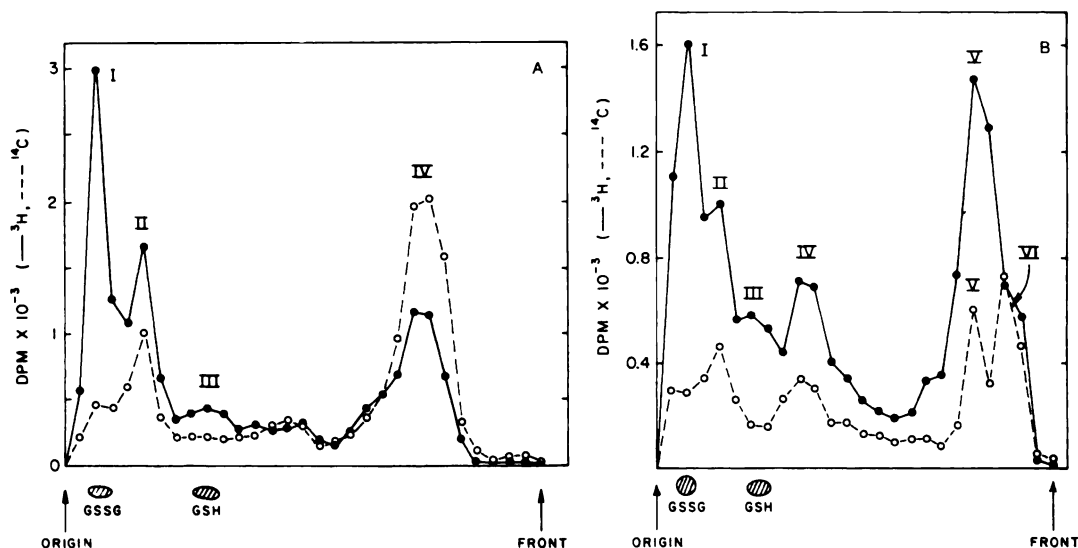 A
DPM X 10⁻³ (—— ³H, ---- ¹⁴C)
3
2
1
0
I
II
III
IV
GSSG
GSH
ORIGIN
FRONT
B
DPM X 10⁻³ (—— ³H, ---- ¹⁴C)
1.6
1.2
0.8
0.4
I
II
III
IV
V
V
VI
GSSG
GSH
ORIGIN
FRONT